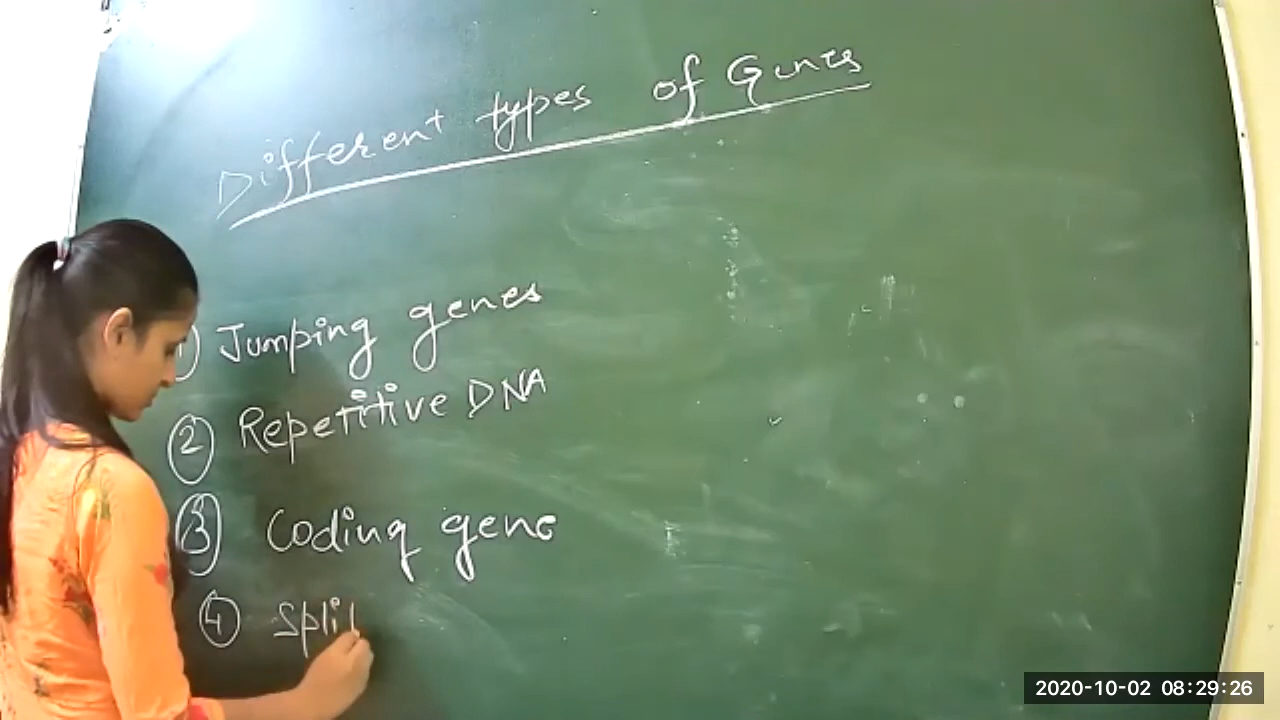 Different types of Genes
1) Jumping genes
2 Repetitive DNA
3 Coding gene
4 Spli
2020-10-02 08:29:26